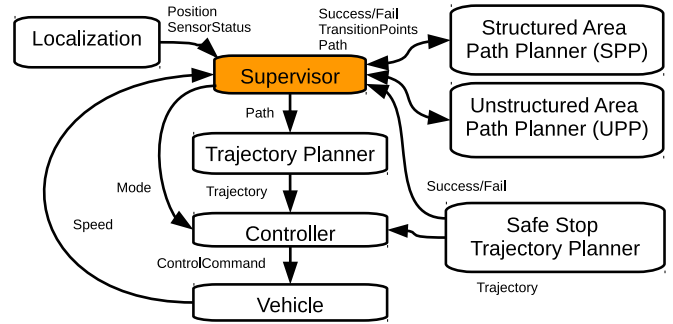 Localization
Position
SensorStatus
Success/Fail
TransitionPoints
Path
Structured Area
Path Planner (SPP)
Supervisor
Unstructured Area
Path Planner (UPP)
Path
Trajectory Planner
Mode
Trajectory
Success/Fail
Speed
Controller
Safe Stop
Trajectory Planner
ControlCommand
Trajectory
Vehicle